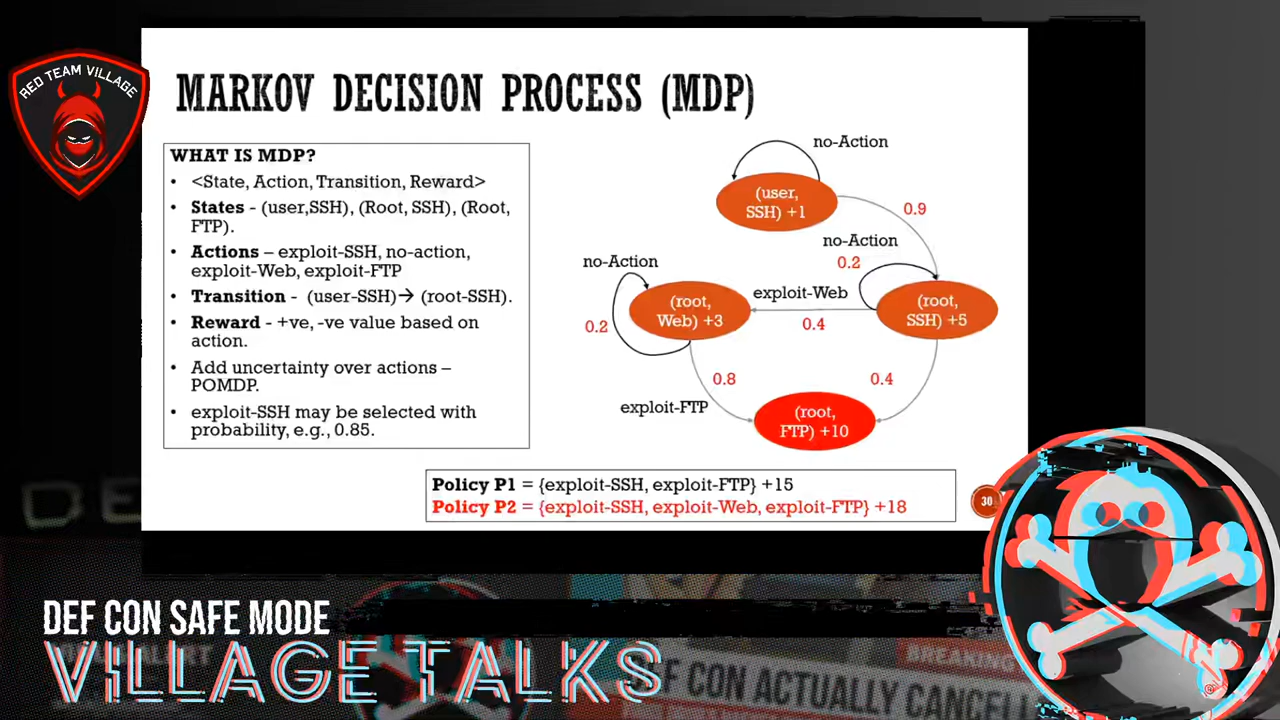 RED TEAM VILLAGE
MARKOV DECISION PROCESS (MDP)
WHAT IS MDP?
• <State, Action, Transition, Reward>
• States - (user,SSH), (Root, SSH), (Root,
FTP).
• Actions – exploit-SSH, no-action,
exploit-Web, exploit-FTP
• Transition - (user-SSH)→ (root-SSH).
• Reward - +ve, -ve value based on
action.
• Add uncertainty over actions –
POMDP.
• exploit-SSH may be selected with
probability, e.g., 0.85.
no-Action
(user,
SSH) +1
0.9
no-Action
0.2
no-Action
exploit-Web
(root,
Web) +3
(root,
SSH) +5
0.2
0.4
0.8
0.4
exploit-FTP
(root,
FTP) +10
Policy P1 = {exploit-SSH, exploit-FTP} +15
Policy P2 = {exploit-SSH, exploit-Web, exploit-FTP} +18
30
DEF CON SAFE MODE
VILLAGE TALKS
BREAKING
DEF CON ACTUALLY CANCEL